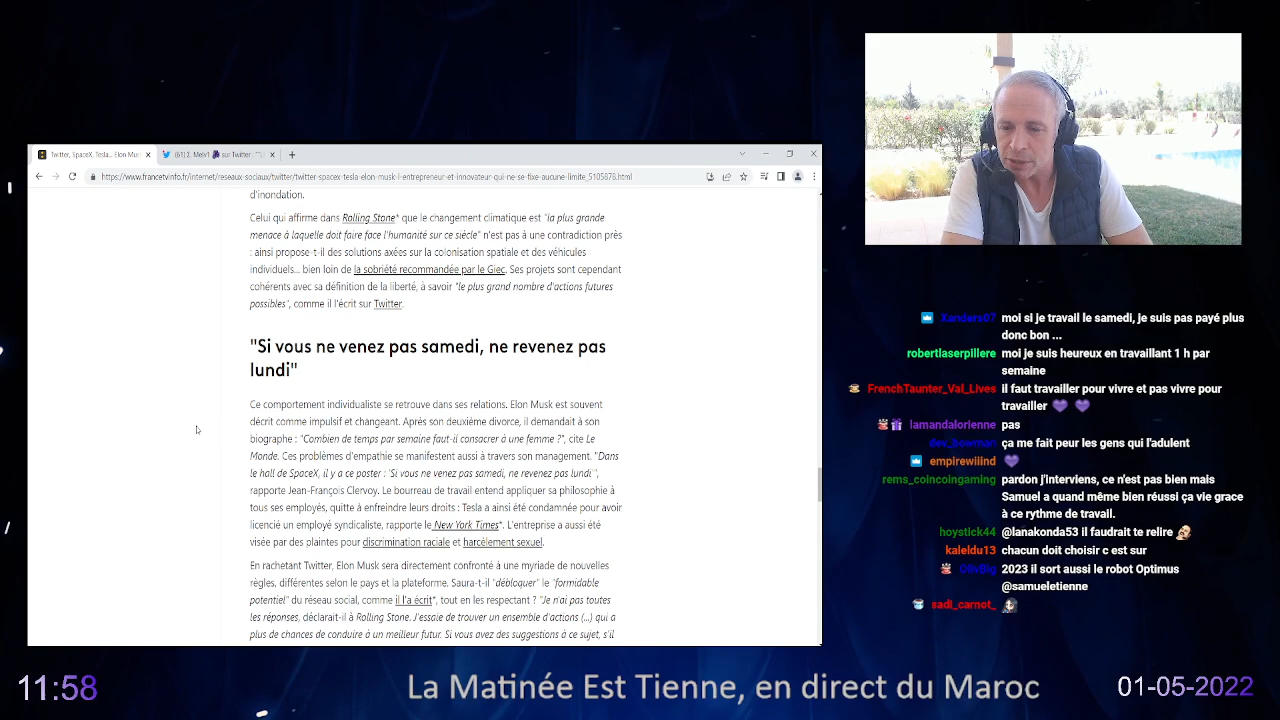 Twitter, SpaceX, Tesla... Elon Mus
(61) Σ. Meiv1 sur Twitter : "
https://www.francetvinfo.fr/internet/reseaux-sociaux/twitter/twitter-spacex-tesla-elon-musk-l-entrepreneur-et-innovateur-qui-ne-se-fixe-aucune-limite_5105878.html
d'inondation.
Celui qui affirme dans Rolling Stone* que le changement climatique est "la plus grande
menace à laquelle doit faire face l'humanité sur ce siècle" n'est pas à une contradiction près
: ainsi propose-t-il des solutions axées sur la colonisation spatiale et des véhicules
individuels... bien loin de la sobriété recommandée par le Giec. Ses projets sont cependant
cohérents avec sa définition de la liberté, à savoir "le plus grand nombre d'actions futures
possibles", comme il l'écrit sur Twitter.
"Si vous ne venez pas samedi, ne revenez pas
lundi"
Ce comportement individualiste se retrouve dans ses relations. Elon Musk est souvent
décrit comme impulsif et changeant. Après son deuxième divorce, il demandait à son
biographe : "Combien de temps par semaine faut-il consacrer à une femme ?", cite Le
Monde. Ces problèmes d'empathie se manifestent aussi à travers son management. "Dans
le hall de SpaceX, il y a ce poster : 'Si vous ne venez pas samedi, ne revenez pas lundi'",
rapporte Jean-François Clervoy. Le bourreau de travail entend appliquer sa philosophie à
tous ses employés, quitte à enfreindre leurs droits : Tesla a ainsi été condamnée pour avoir
licencié un employé syndicaliste, rapporte le New York Times*. L'entreprise a aussi été
visée par des plaintes pour discrimination raciale et harcèlement sexuel.
En rachetant Twitter, Elon Musk sera directement confronté à une myriade de nouvelles
règles, différentes selon le pays et la plateforme. Saura-t-il "débloquer" le "formidable
potentiel" du réseau social, comme il l'a écrit*, tout en les respectant ? "Je n'ai pas toutes
les réponses, déclarait-il à Rolling Stone. J'essaie de trouver un ensemble d'actions (...) qui a
plus de chances de conduire à un meilleur futur. Si vous avez des suggestions à ce sujet, s'il
Xanders07 moi si je travail le samedi, je suis pas payé plus
donc bon ...
robertlaserpillere moi je suis heureux en travaillant 1 h par
semaine
FrenchTaunter_Val_Lives il faut travailler pour vivre et pas vivre pour
travailler
lamandalorienne pas
dev_bowman ça me fait peur les gens qui l'adulent
empirewiiind
rems_coincoingaming pardon j'interviens, ce n'est pas bien mais
Samuel a quand même bien réussi ça vie grace
à ce rythme de travail.
hoystick44 @lanakonda53 il faudrait te relire
kaleldu13 chacun doit choisir c est sur
OlivBig 2023 il sort aussi le robot Optimus
@samueletienne
sadi_carnot_
11:58
La Matinée Est Tienne, en direct du Maroc
01-05-2022